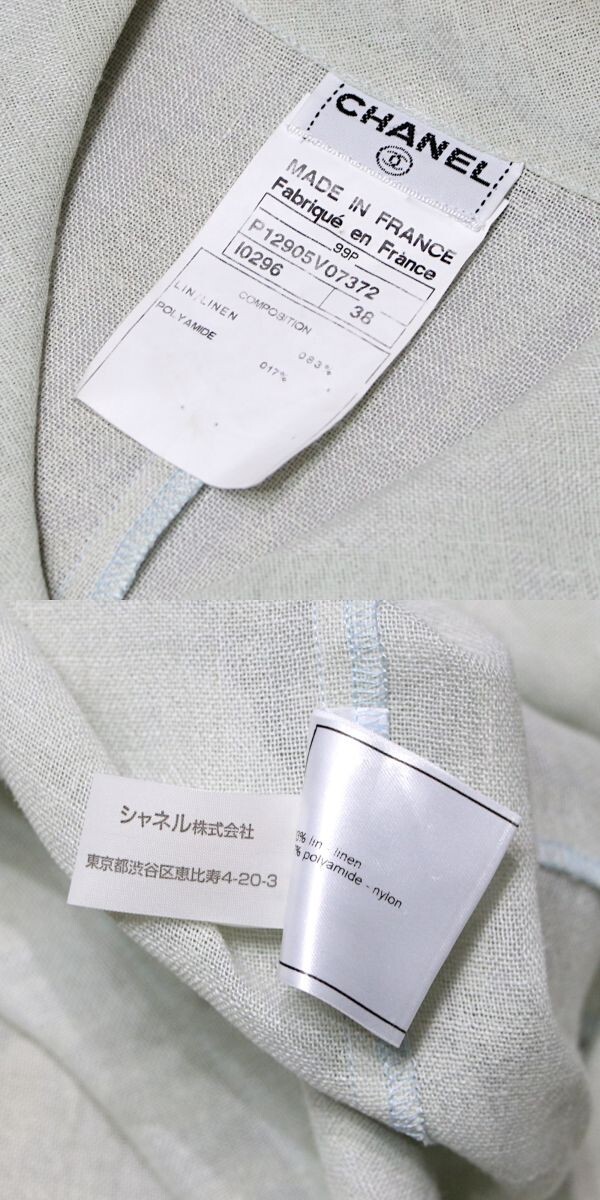 CHANEL
MADE IN FRANCE
Fabriqué en France
99P
P12905V07372
10296 38
COMPOSITION
LIN/LINEN 083%
POLYAMIDE 017%
シャネル株式会社
東京都渋谷区恵比寿4-20-3
% lin - linen
% polyamide - nylon